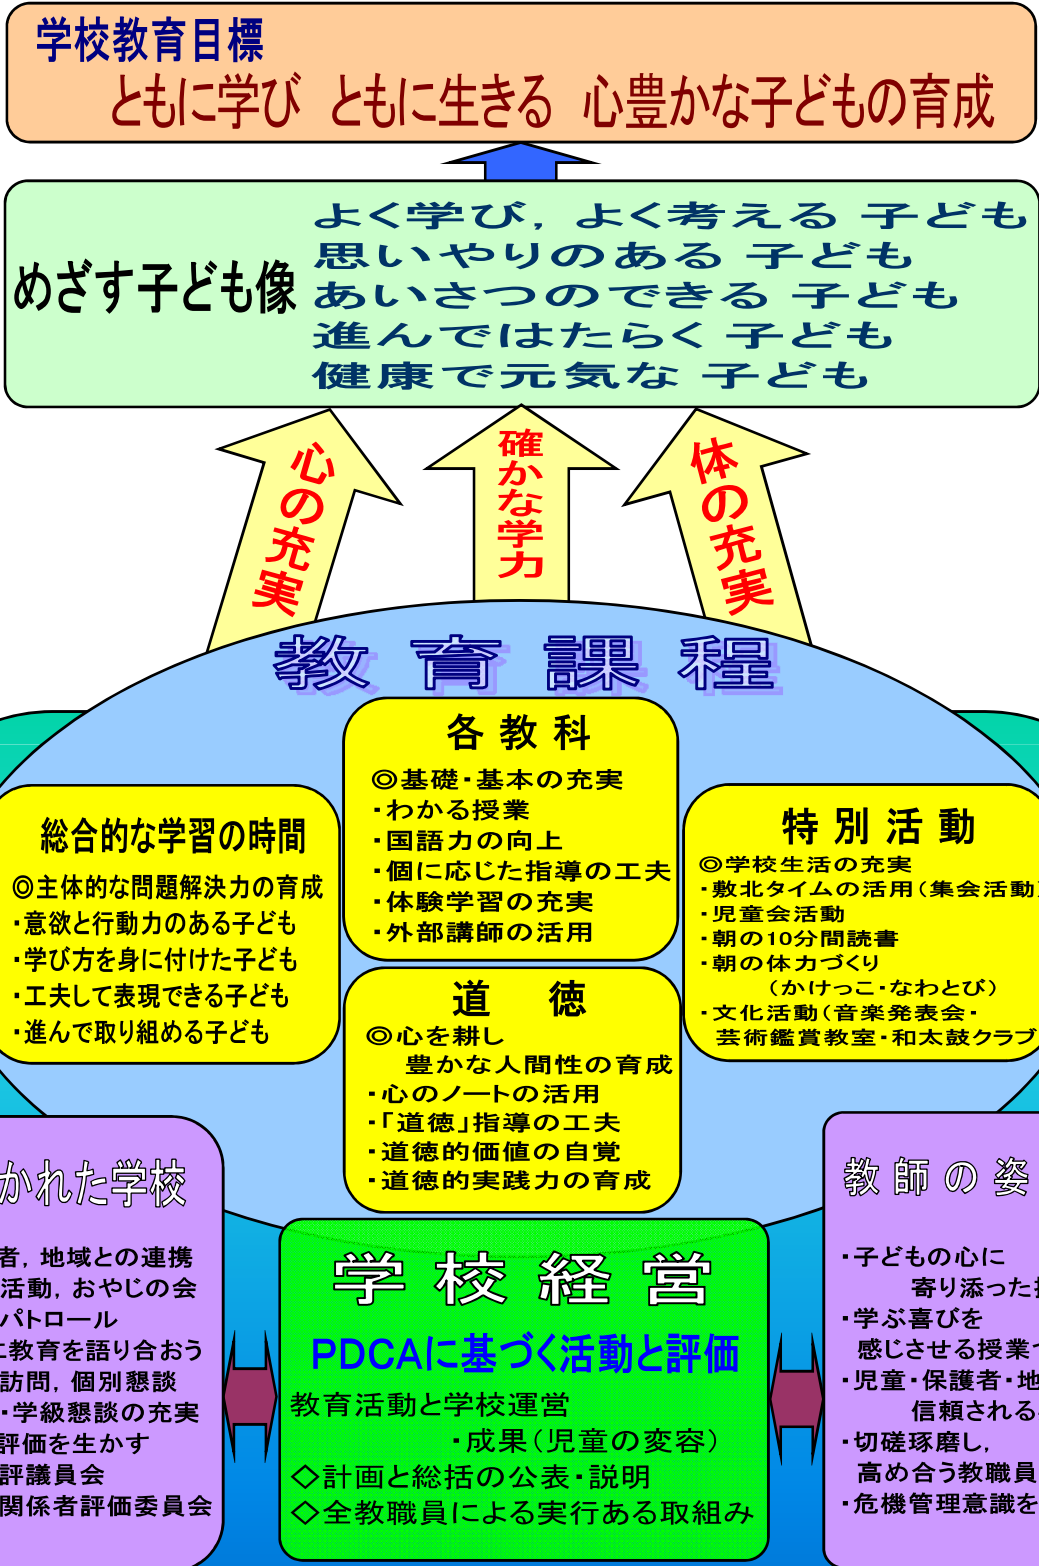 学校教育目標
ともに学び ともに生きる 心豊かな子どもの育成
めざす子ども像
よく学び，よく考える 子ども
思いやりのある 子ども
あいさつのできる 子ども
進んではたらく 子ども
健康で元気な 子ども
心の充実
確かな学力
体の充実
教育課程
各教科
◎基礎・基本の充実
・わかる授業
・国語力の向上
・個に応じた指導の工夫
・体験学習の充実
・外部講師の活用
総合的な学習の時間
◎主体的な問題解決力の育成
・意欲と行動力のある子ども
・学び方を身に付けた子ども
・工夫して表現できる子ども
・進んで取り組める子ども
特別活動
◎学校生活の充実
・敷北タイムの活用（集会活動）
・児童会活動
・朝の10分間読書
・朝の体力づくり
（かけっこ・なわとび）
・文化活動（音楽発表会・
芸術鑑賞教室・和太鼓クラブ
道 徳
◎心を耕し
豊かな人間性の育成
・心のノートの活用
・「道徳」指導の工夫
・道徳的価値の自覚
・道徳的実践力の育成
かれた学校
者，地域との連携
活動，おやじの会
パトロール
教育を語り合おう
訪問，個別懇談
・学級懇談の充実
評価を生かす
評議員会
関係者評価委員会
学校経営
PDCAに基づく活動と評価
教育活動と学校運営
・成果（児童の変容）
◇計画と総括の公表・説明
◇全教職員による実行ある取組み
教師の姿
・子どもの心に
寄り添った
・学ぶ喜びを
感じさせる授業
・児童・保護者・地
信頼される
・切磋琢磨し，
高め合う教職員
・危機管理意識を